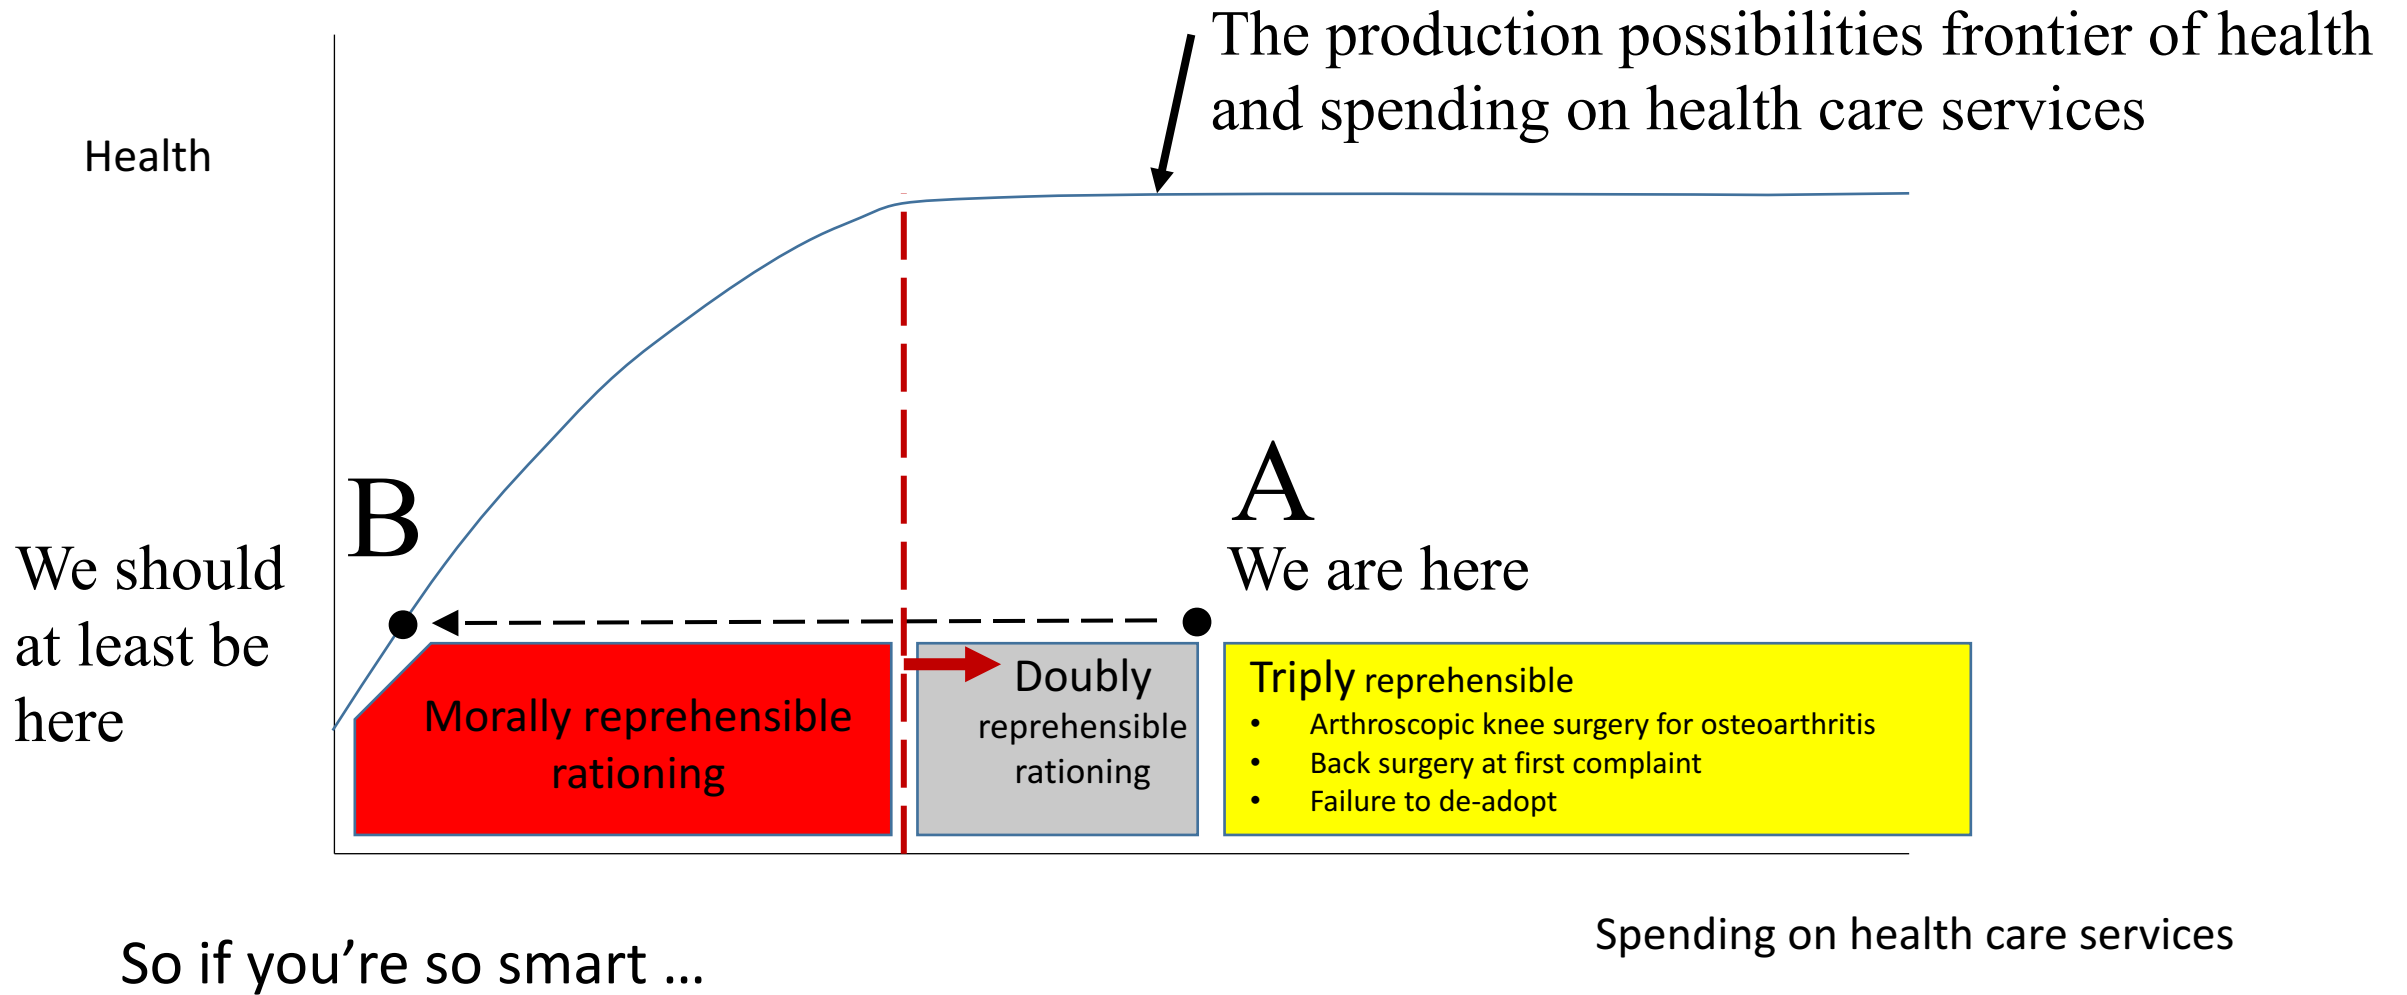 The production possibilities frontier of health
and spending on health care services
Health
B
A
We should
at least be
here
We are here
Morally reprehensible
rationing
Doubly
reprehensible
rationing
Triply reprehensible
• Arthroscopic knee surgery for osteoarthritis
• Back surgery at first complaint
• Failure to de-adopt
Spending on health care services
So if you’re so smart …